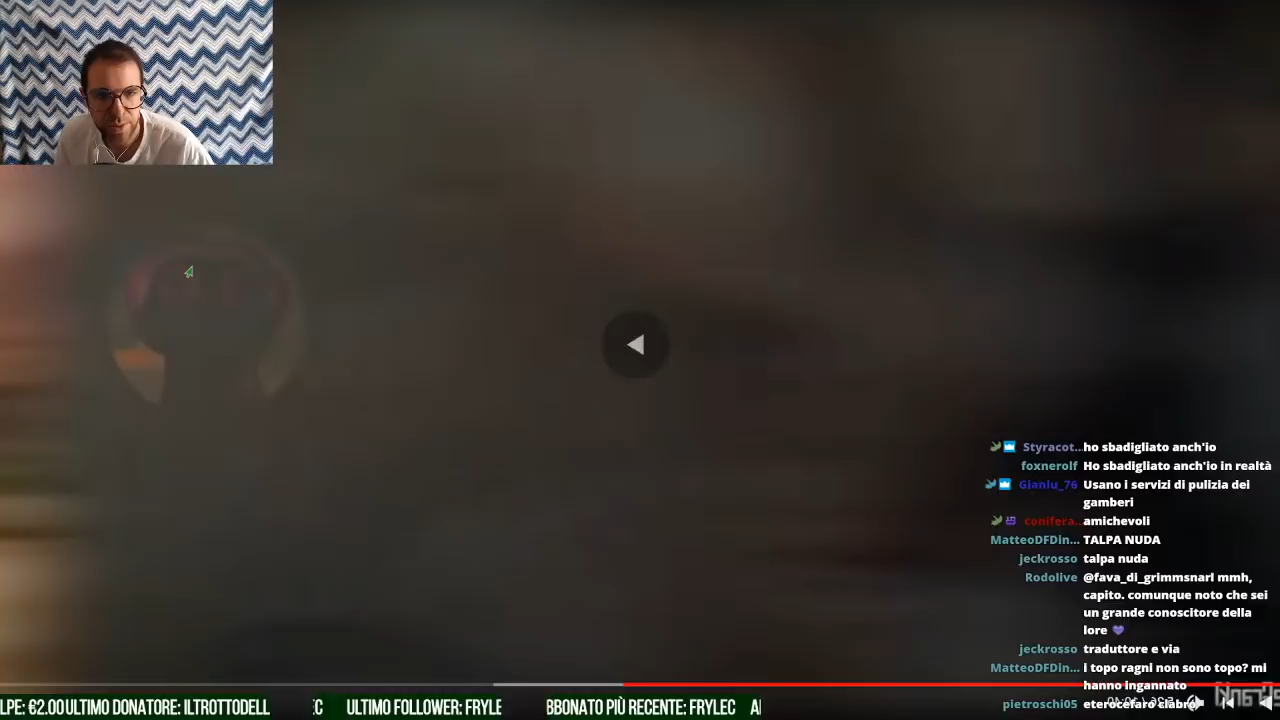 Styracot... ho sbadigliato anch'io
foxnerolf Ho sbadigliato anch'io in realtà
Gianlu_76 Usano i servizi di pulizia dei
gamberi
conifera... amichevoli
MatteoDFDin... TALPA NUDA
jeckrosso talpa nuda
Rodolive @fava_di_grimmsnarl mmh,
capito. comunque noto che sei
un grande conoscitore della
lore
jeckrosso traduttore e via
MatteoDFDin... i topo ragni non sono topo? mi
hanno ingannato
pietroschi05 eterocefero glabro
LPE: €2.00 ULTIMO DONATORE: ILTROTTODELL
ULTIMO FOLLOWER: FRYLE
BBONATO PIÙ RECENTE: FRYLEC